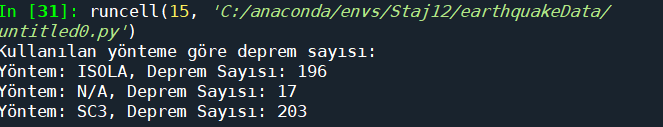 In [31]: runcell(15, 'C:/anaconda/envs/Staj12/earthquakeData/
untitled0.py')
Kullanılan yönteme göre deprem sayısı:
Yöntem: ISOLA, Deprem Sayısı: 196
Yöntem: N/A, Deprem Sayısı: 17
Yöntem: SC3, Deprem Sayısı: 203